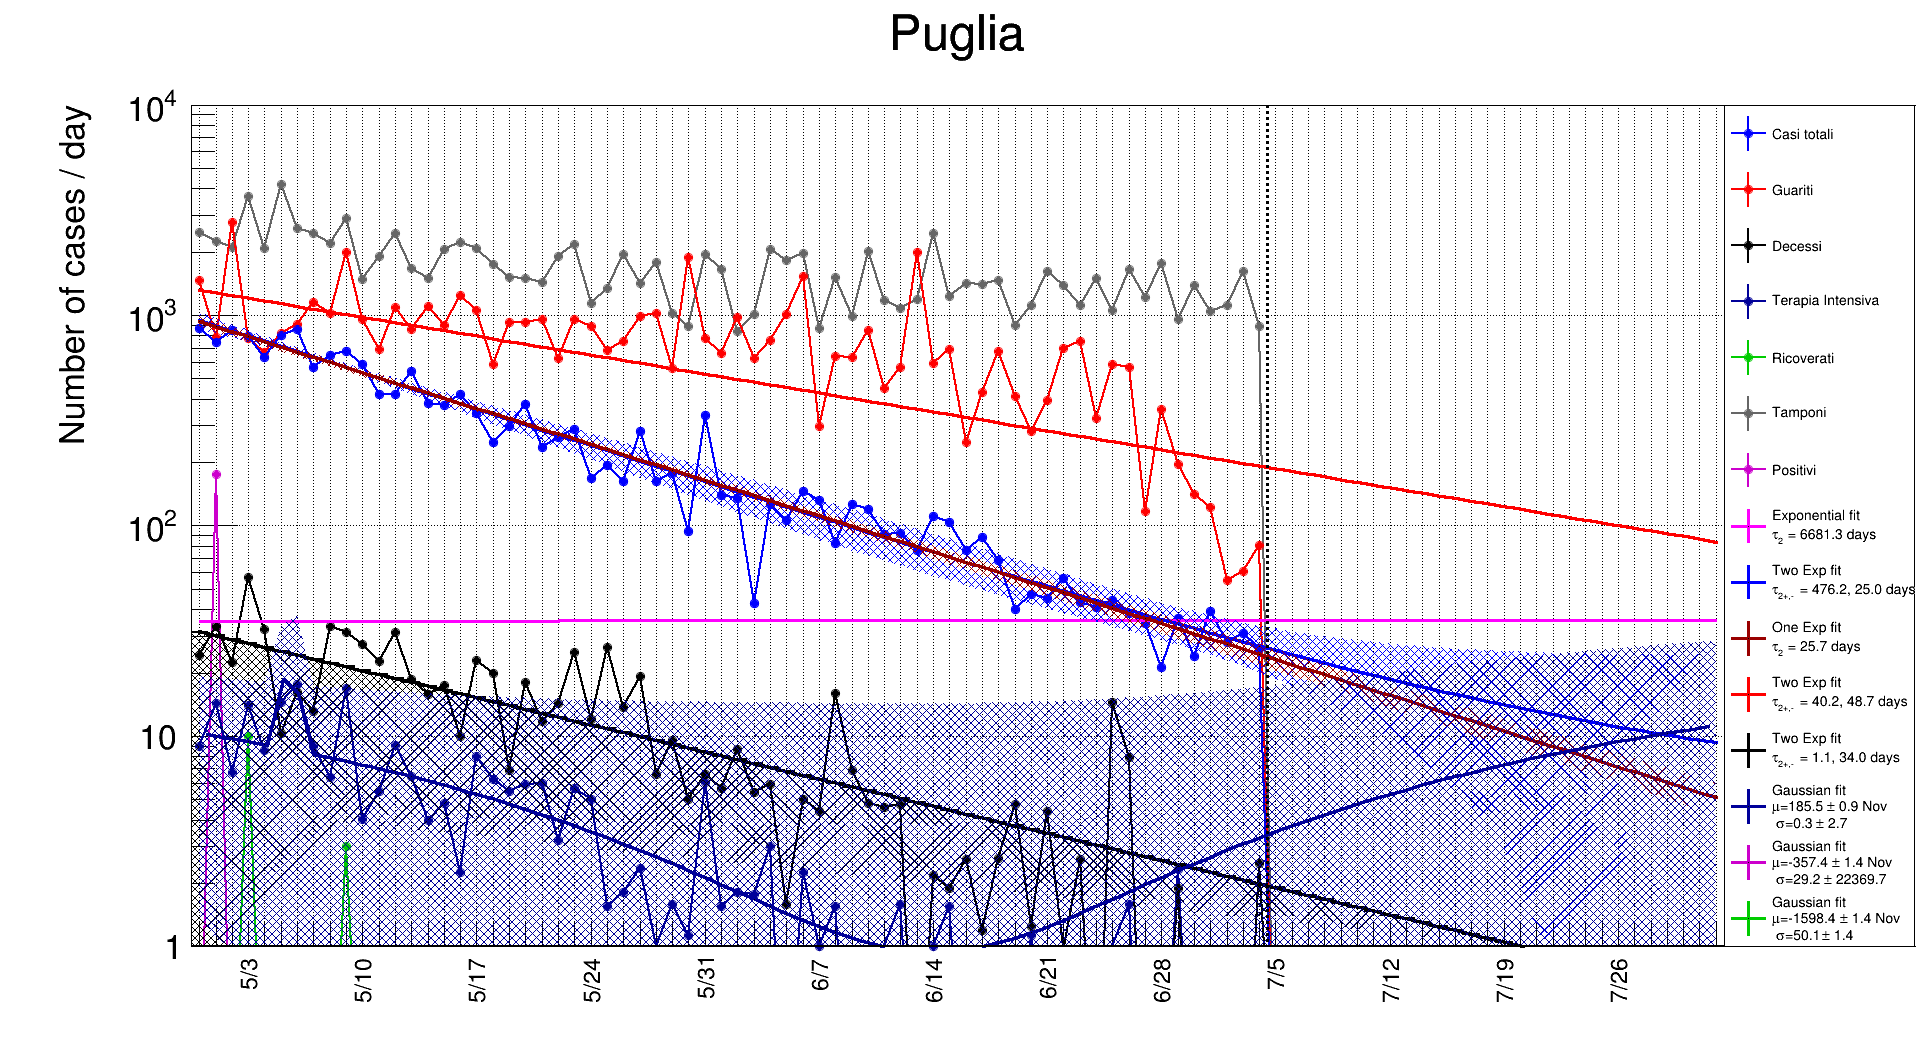 Puglia
Number of cases / day
10⁴
10³
10²
10
1
5/3
5/10
5/17
5/24
5/31
6/7
6/14
6/21
6/28
7/5
7/12
7/19
7/26
Casi totali
Guariti
Decessi
Terapia Intensiva
Ricoverati
Tamponi
Positivi
Exponential fit
τ₂ = 6681.3 days
Two Exp fit
τ₂₊,₋ = 476.2, 25.0 days
One Exp fit
τ₂ = 25.7 days
Two Exp fit
τ₂₊,₋ = 40.2, 48.7 days
Two Exp fit
τ₂₊,₋ = 1.1, 34.0 days
Gaussian fit
μ=185.5 ± 0.9 Nov
σ=0.3 ± 2.7
Gaussian fit
μ=-357.4 ± 1.4 Nov
σ=29.2 ± 22369.7
Gaussian fit
μ=-1598.4 ± 1.4 Nov
σ=50.1 ± 1.4